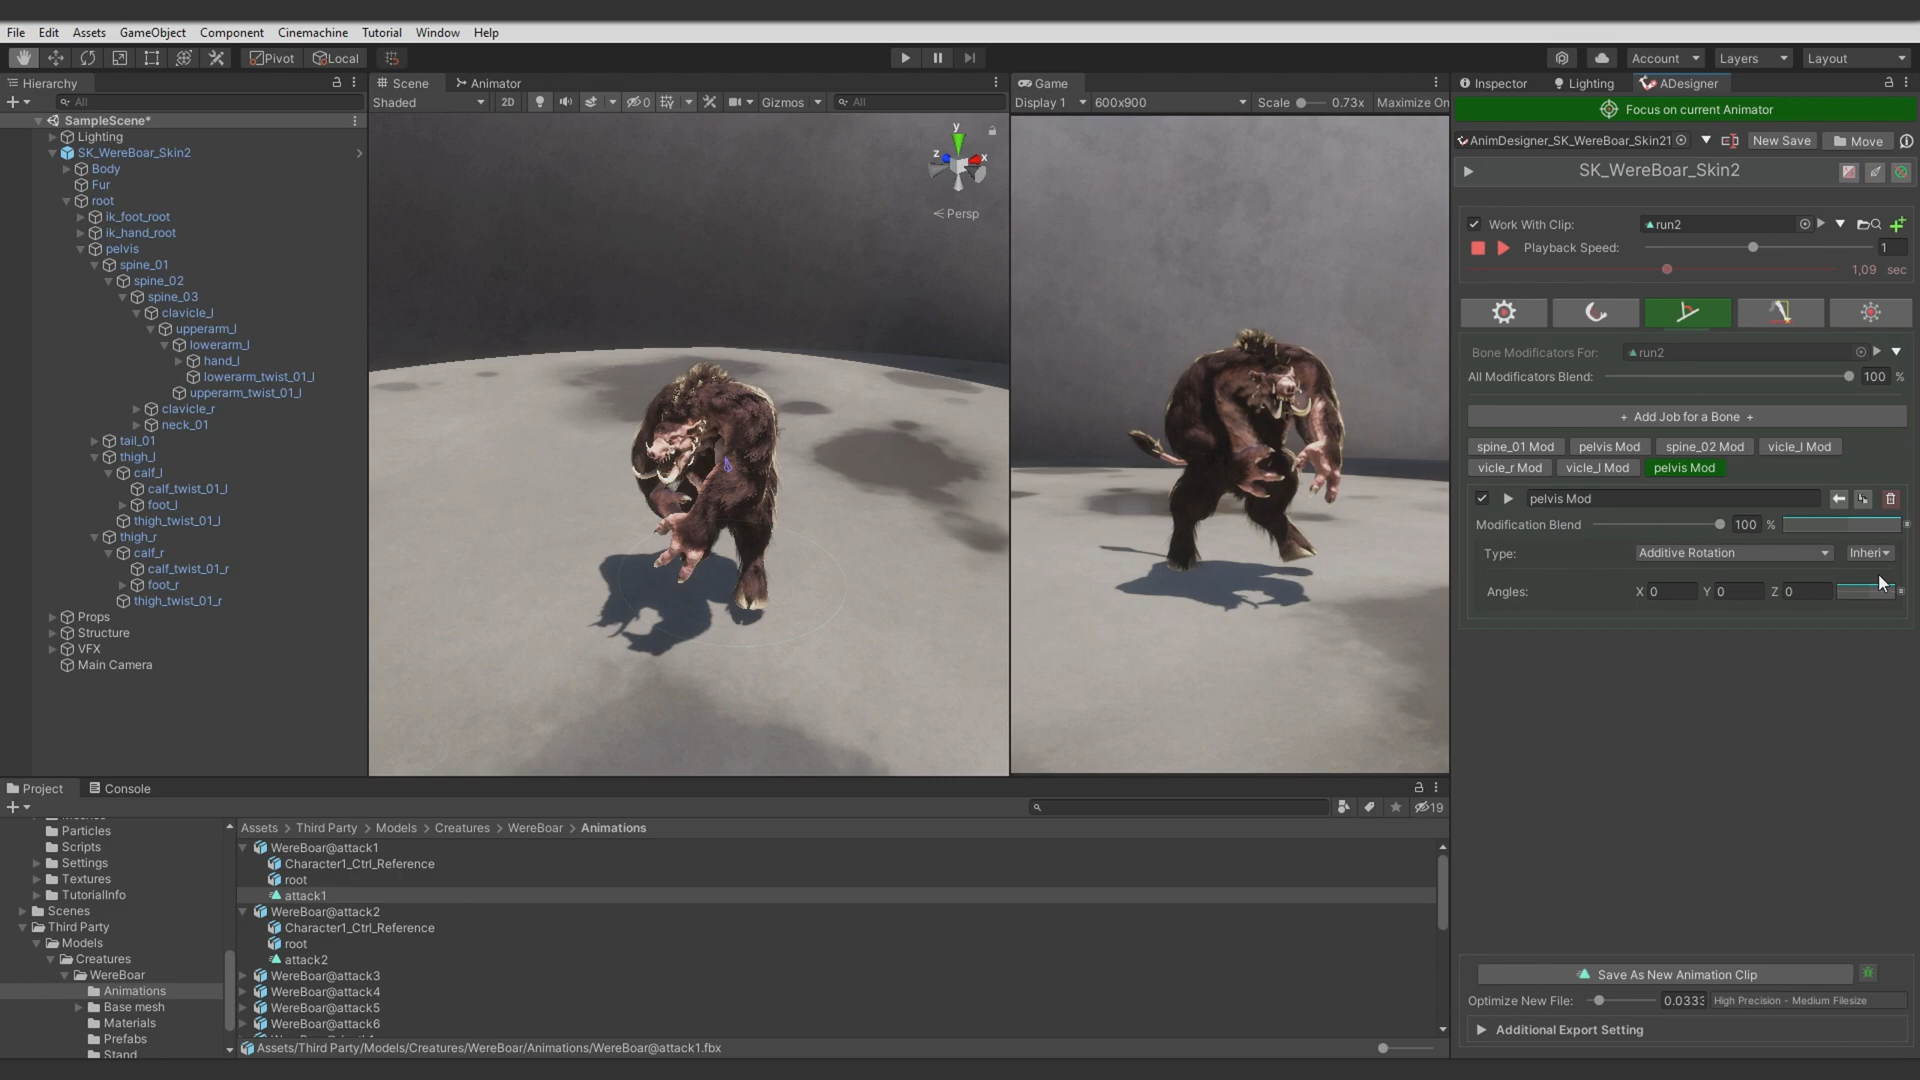 File Edit Assets GameObject Component Cinemachine Tutorial Window Help
Pivot Local Account Layers Layout
Hierarchy
All
SampleScene*
Lighting
SK_WereBoar_Skin2
Body
Fur
root
ik_foot_root
ik_hand_root
pelvis
spine_01
spine_02
spine_03
clavicle_l
upperarm_l
lowerarm_l
hand_l
lowerarm_twist_01_l
upperarm_twist_01_l
clavicle_r
neck_01
tail_01
thigh_l
calf_l
calf_twist_01_l
foot_l
thigh_twist_01_l
thigh_r
calf_r
calf_twist_01_r
foot_r
thigh_twist_01_r
Props
Structure
VFX
Main Camera
Scene Animator
Shaded 2D 0 Gizmos All
y
z x
Persp
Game
Display 1 600x900 Scale 0.73x Maximize On
Inspector Lighting ADesigner
Focus on current Animator
AnimDesigner_SK_WereBoar_Skin21 New Save Move
SK_WereBoar_Skin2
Work With Clip: run2
Playback Speed: 1
1,09 sec
Bone Modificators For: run2
All Modificators Blend: 100 %
+ Add Job for a Bone +
spine_01 Mod pelvis Mod spine_02 Mod vicle_l Mod
vicle_r Mod vicle_l Mod pelvis Mod
pelvis Mod
Modification Blend 100 %
Type: Additive Rotation Inheri
Angles: X 0 Y 0 Z 0
Save As New Animation Clip
Optimize New File: 0.0333 High Precision - Medium Filesize
Additional Export Setting
Project Console
19
Particles
Scripts
Settings
Textures
TutorialInfo
Scenes
Third Party
Models
Creatures
WereBoar
Animations
Base mesh
Materials
Prefabs
Stand
Assets > Third Party > Models > Creatures > WereBoar > Animations
WereBoar@attack1
Character1_Ctrl_Reference
root
attack1
WereBoar@attack2
Character1_Ctrl_Reference
root
attack2
WereBoar@attack3
WereBoar@attack4
WereBoar@attack5
WereBoar@attack6
Assets/Third Party/Models/Creatures/WereBoar/Animations/WereBoar@attack1.fbx